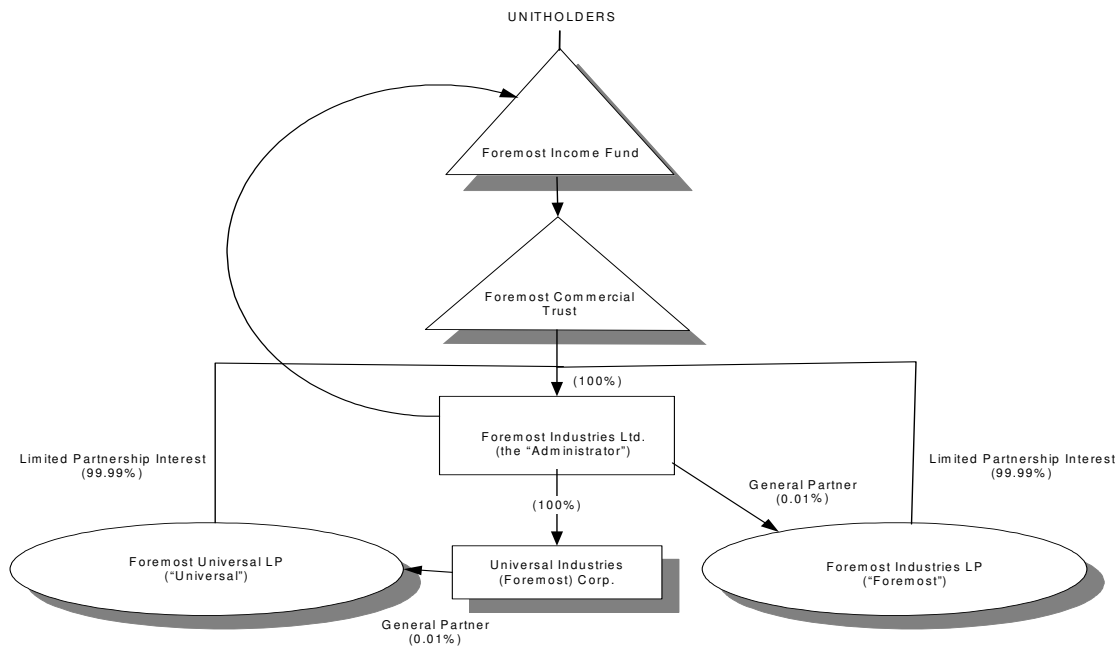 UNITHOLDERS
Foremost Income Fund
Foremost Commercial
Trust
(100%)
Foremost Industries Ltd.
(the “Administrator”)
Limited Partnership Interest
(99.99%)
Limited Partnership Interest
(99.99%)
General Partner
(0.01%)
(100%)
Foremost Universal LP
(“Universal”)
Universal Industries
(Foremost) Corp.
Foremost Industries LP
(“Foremost”)
General Partner
(0.01%)